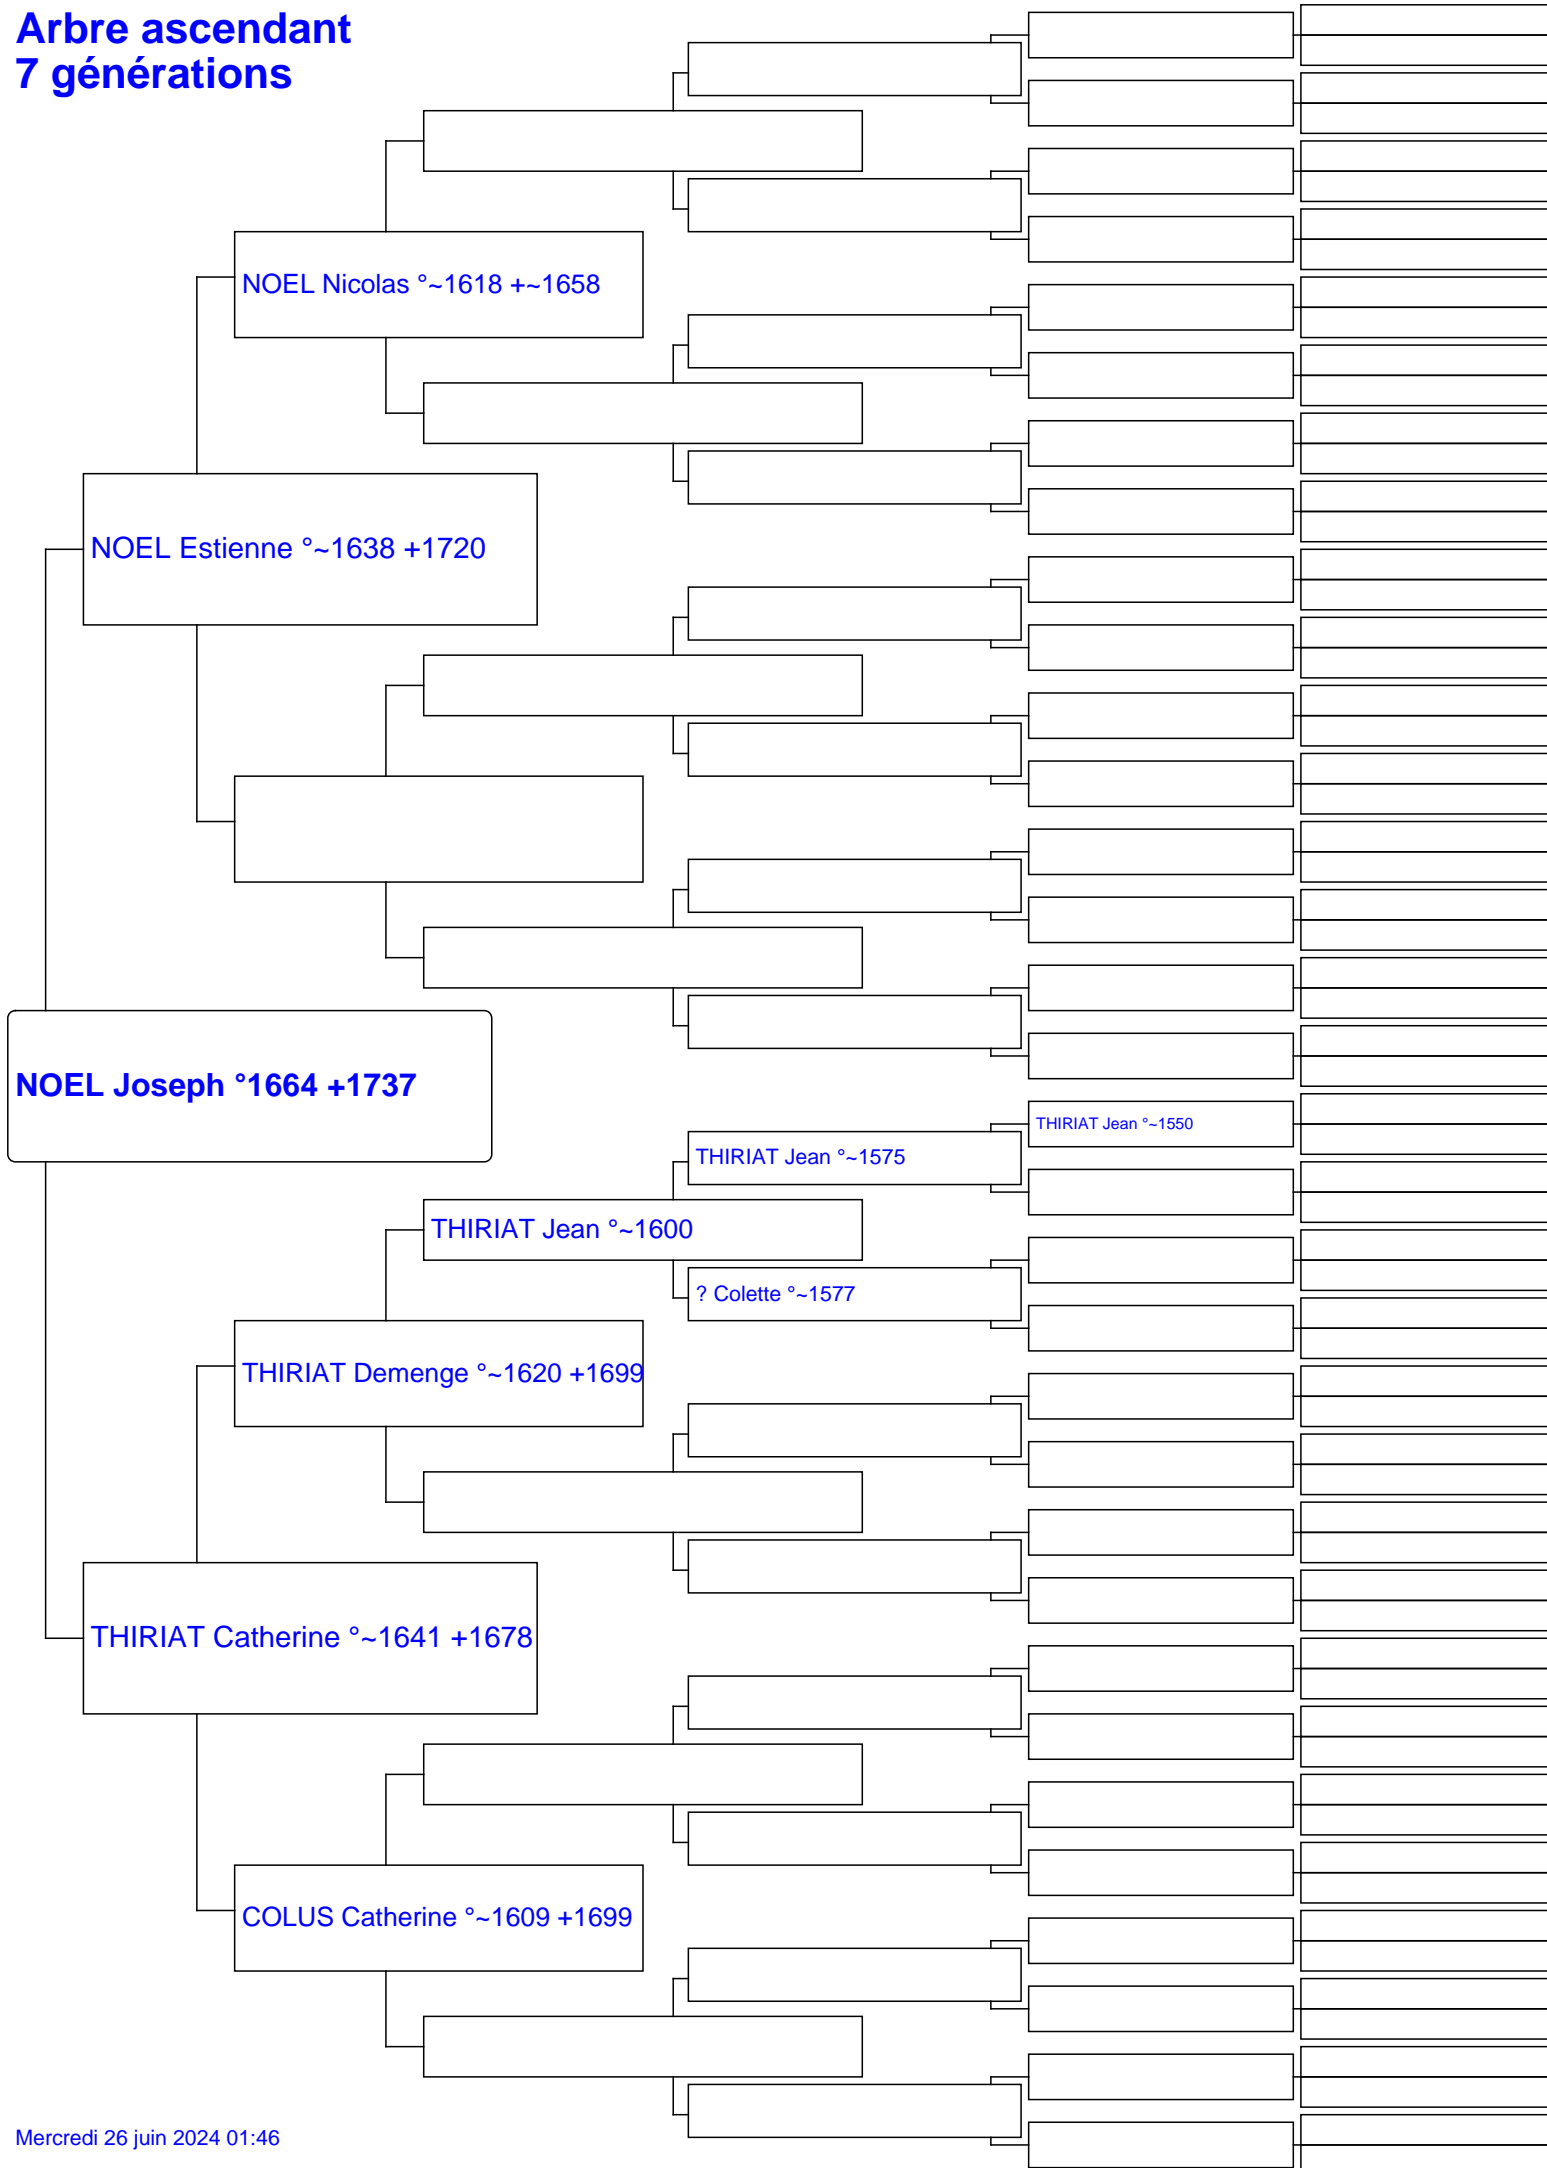 Arbre ascendant
7 générations
NOEL Nicolas °~1618 +~1658
NOEL Estienne °~1638 +1720
NOEL Joseph °1664 +1737
THIRIAT Jean °~1550
THIRIAT Jean °~1575
THIRIAT Jean °~1600
? Colette °~1577
THIRIAT Demenge °~1620 +1699
THIRIAT Catherine °~1641 +1678
COLUS Catherine °~1609 +1699
Mercredi 26 juin 2024 01:46